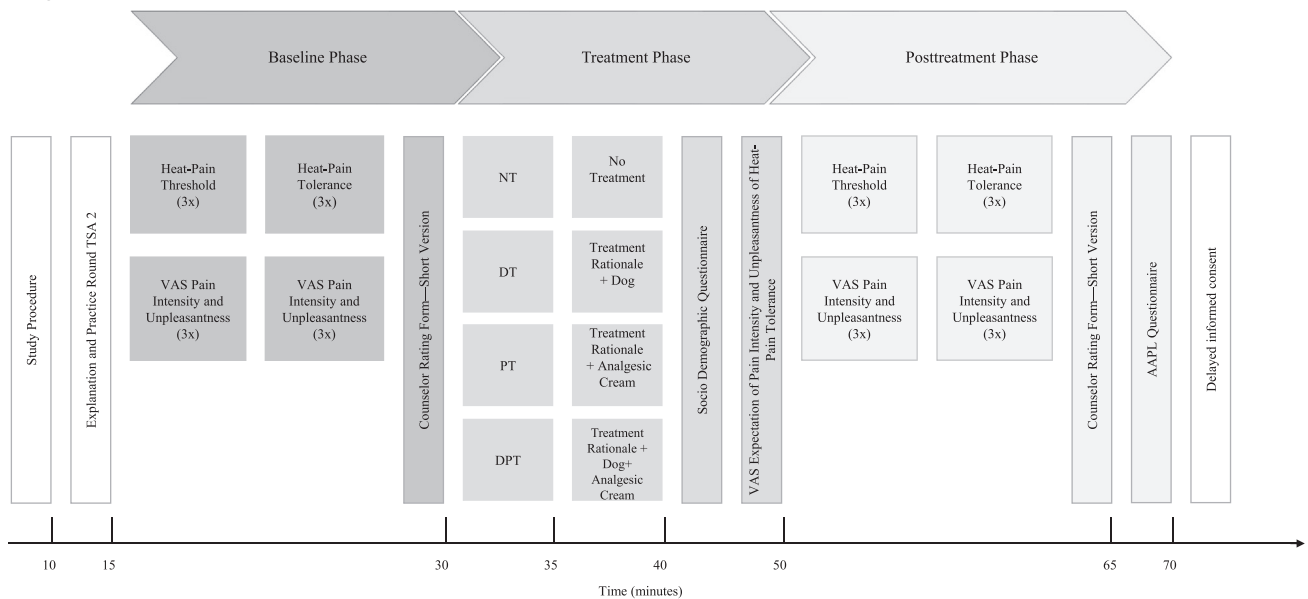 Baseline Phase
Treatment Phase
Posttreatment Phase
Study Procedure
Explanation and Practice Round TSA 2
Heat-Pain
Threshold
(3x)
Heat-Pain
Tolerance
(3x)
VAS Pain
Intensity and
Unpleasantness
(3x)
VAS Pain
Intensity and
Unpleasantness
(3x)
Counselor Rating Form—Short Version
NT
No
Treatment
DT
Treatment
Rationale
+ Dog
PT
Treatment
Rationale
+ Analgesic
Cream
DPT
Treatment
Rationale +
Dog+
Analgesic
Cream
Socio Demographic Questionnaire
VAS Expectation of Pain Intensity and Unpleasantness of Heat-
Pain Tolerance
Heat-Pain
Threshold
(3x)
Heat-Pain
Tolerance
(3x)
VAS Pain
Intensity and
Unpleasantness
(3x)
VAS Pain
Intensity and
Unpleasantness
(3x)
Counselor Rating Form—Short Version
AAPL Questionnaire
Delayed informed consent
10 15 30 35 40 50 65 70
Time (minutes)